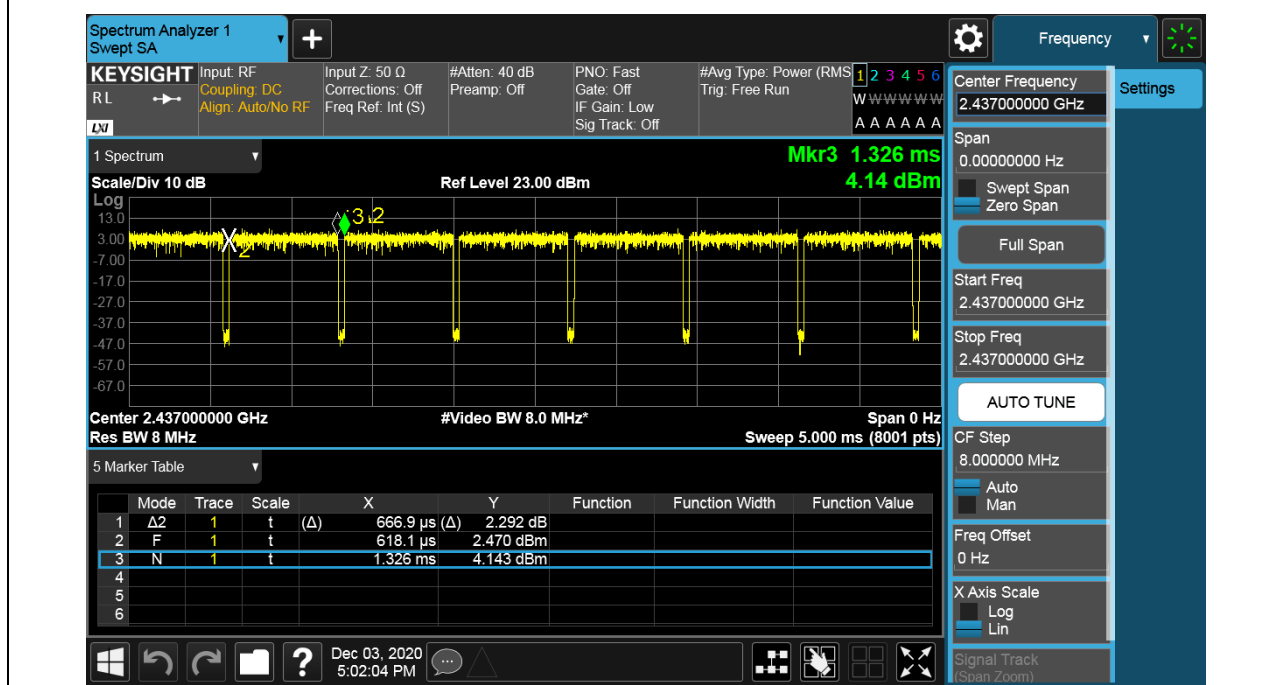 Spectrum Analyzer 1
Swept SA
+
Frequency
KEYSIGHT
RL
LXI
Input: RF
Coupling: DC
Align: Auto/No RF
Input Z: 50 Ω
Corrections: Off
Freq Ref: Int (S)
#Atten: 40 dB
Preamp: Off
PNO: Fast
Gate: Off
IF Gain: Low
Sig Track: Off
#Avg Type: Power (RMS
Trig: Free Run
1 2 3 4 5 6
W W W W W W
A A A A A A
Settings
1 Spectrum
Mkr3 1.326 ms
4.14 dBm
Scale/Div 10 dB
Ref Level 23.00 dBm
Log
13.0
3.00
-7.00
-17.0
-27.0
-37.0
-47.0
-57.0
-67.0
2
3
2
Center 2.437000000 GHz
#Video BW 8.0 MHz*
Span 0 Hz
Res BW 8 MHz
Sweep 5.000 ms (8001 pts)
5 Marker Table
Mode Trace Scale X Y Function Function Width Function Value
1 Δ2 1 t (Δ) 666.9 µs (Δ) 2.292 dB
2 F 1 t 618.1 µs 2.470 dBm
3 N 1 t 1.326 ms 4.143 dBm
4
5
6
Dec 03, 2020
5:02:04 PM
?
Center Frequency
2.437000000 GHz
Span
0.00000000 Hz
Swept Span
Zero Span
Full Span
Start Freq
2.437000000 GHz
Stop Freq
2.437000000 GHz
AUTO TUNE
CF Step
8.000000 MHz
Auto
Man
Freq Offset
0 Hz
X Axis Scale
Log
Lin
Signal Track
(Span Zoom)